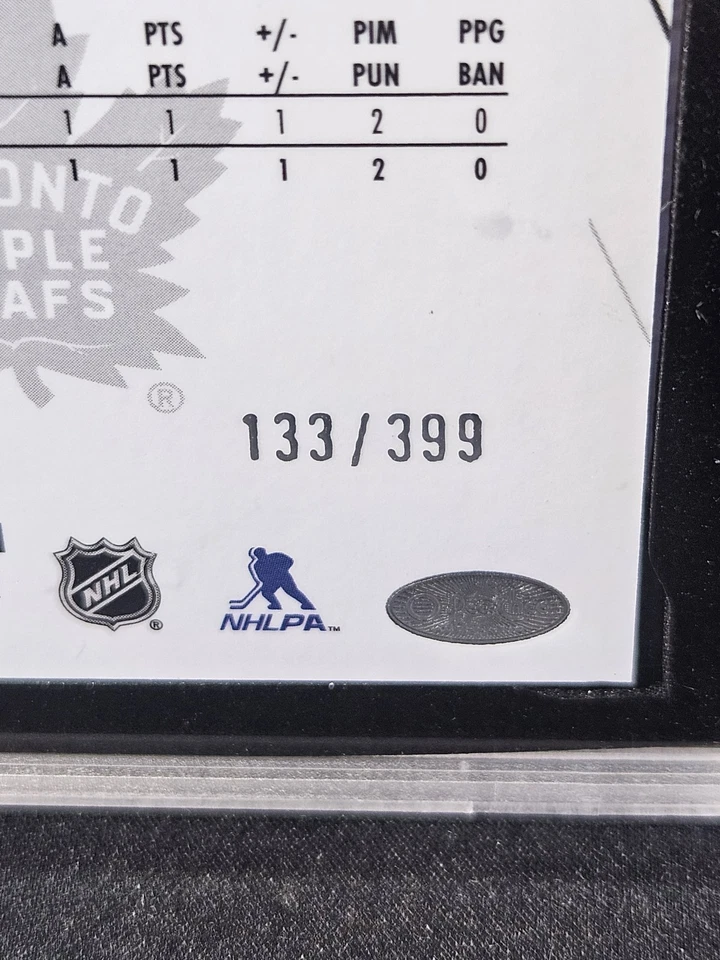 A PTS +/- PIM PPG
A PTS +/- PUN BAN
1 1 1 2 0
1 1 1 2 0
ONTO
PLE
AFS
®
133/399
NHL ®
NHLPA™